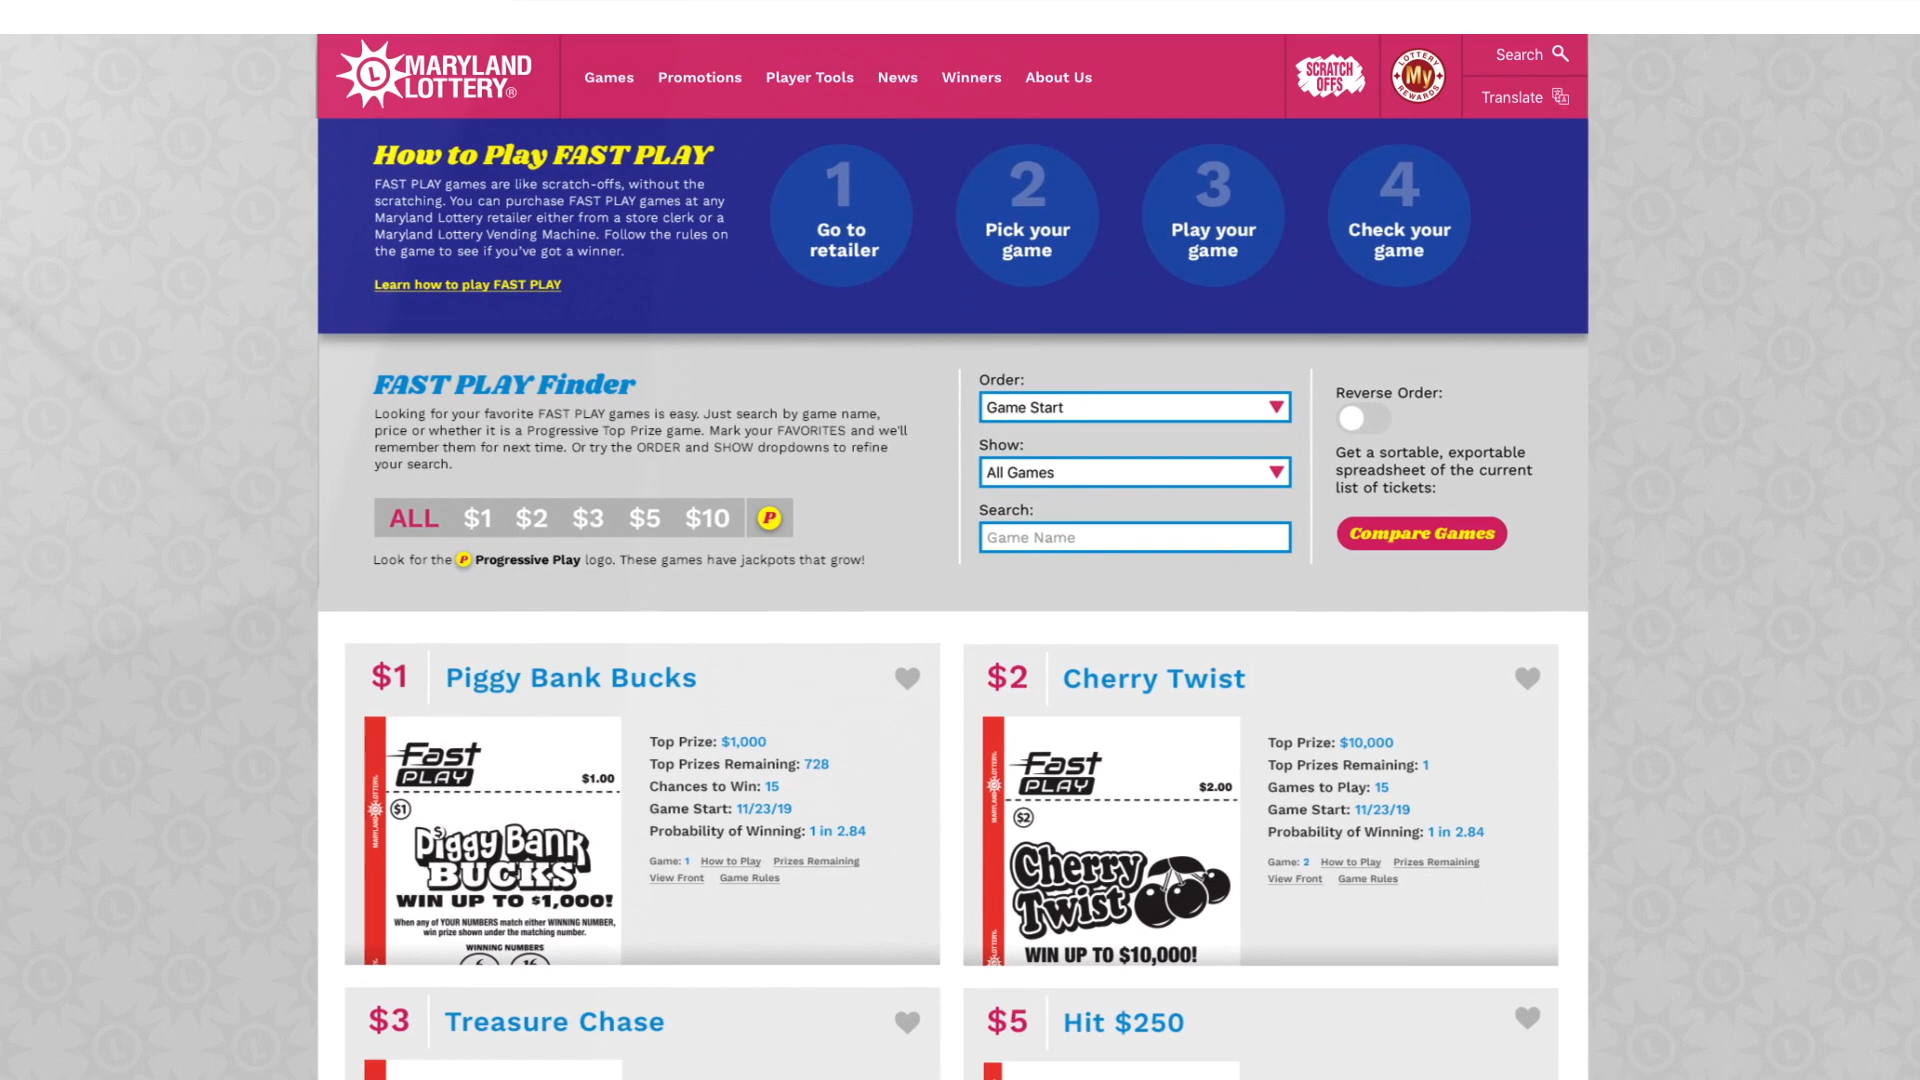 MARYLAND
LOTTERY®
Games Promotions Player Tools News Winners About Us
SCRATCH
OFFS
LOTTERY
My
REWARDS
Search
Translate
How to Play FAST PLAY
FAST PLAY games are like scratch-offs, without the
scratching. You can purchase FAST PLAY games at any
Maryland Lottery retailer either from a store clerk or a
Maryland Lottery Vending Machine. Follow the rules on
the game to see if you've got a winner.
Learn how to play FAST PLAY
1
Go to
retailer
2
Pick your
game
3
Play your
game
4
Check your
game
FAST PLAY Finder
Looking for your favorite FAST PLAY games is easy. Just search by game name,
price or whether it is a Progressive Top Prize game. Mark your FAVORITES and we'll
remember them for next time. Or try the ORDER and SHOW dropdowns to refine
your search.
ALL $1 $2 $3 $5 $10 P
Look for the P Progressive Play logo. These games have jackpots that grow!
Order:
Game Start
Show:
All Games
Search:
Game Name
Reverse Order:
Get a sortable, exportable
spreadsheet of the current
list of tickets:
Compare Games
$1 Piggy Bank Bucks
MARYLAND
Fast
PLAY
$1.00
$1
Piggy Bank
BUCKS
WIN UP TO $1,000!
When any of YOUR NUMBERS match either WINNING NUMBER,
win prize shown under the matching number.
WINNING NUMBERS
6 16
Top Prize: $1,000
Top Prizes Remaining: 728
Chances to Win: 15
Game Start: 11/23/19
Probability of Winning: 1 in 2.84
Game: 1 How to Play Prizes Remaining
View Front Game Rules
$2 Cherry Twist
MARYLAND LOTTERY.
Fast
PLAY
$2.00
$2
Cherry
Twist
WIN UP TO $10,000!
Top Prize: $10,000
Top Prizes Remaining: 1
Games to Play: 15
Game Start: 11/23/19
Probability of Winning: 1 in 2.84
Game: 2 How to Play Prizes Remaining
View Front Game Rules
$3 Treasure Chase
$5 Hit $250